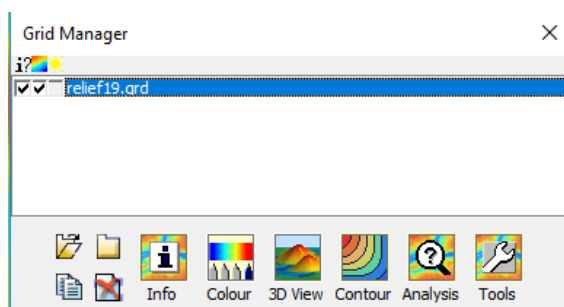 Grid Manager
i?
relief19.grd
Info Colour 3D View Contour Analysis Tools